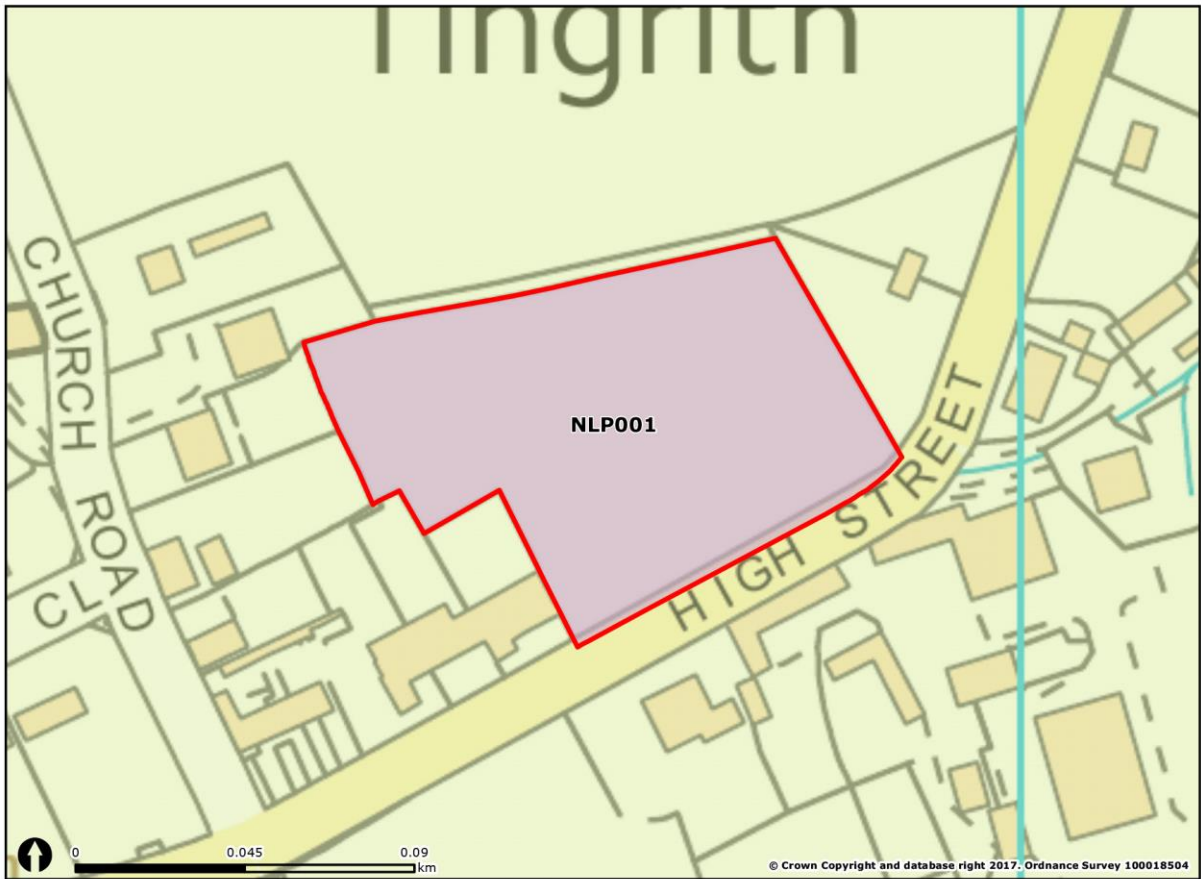 Tingrith
CHURCH ROAD
NLP001
HIGH STREET
CL
0
0.045
0.09
km
© Crown Copyright and database right 2017. Ordnance Survey 100018504